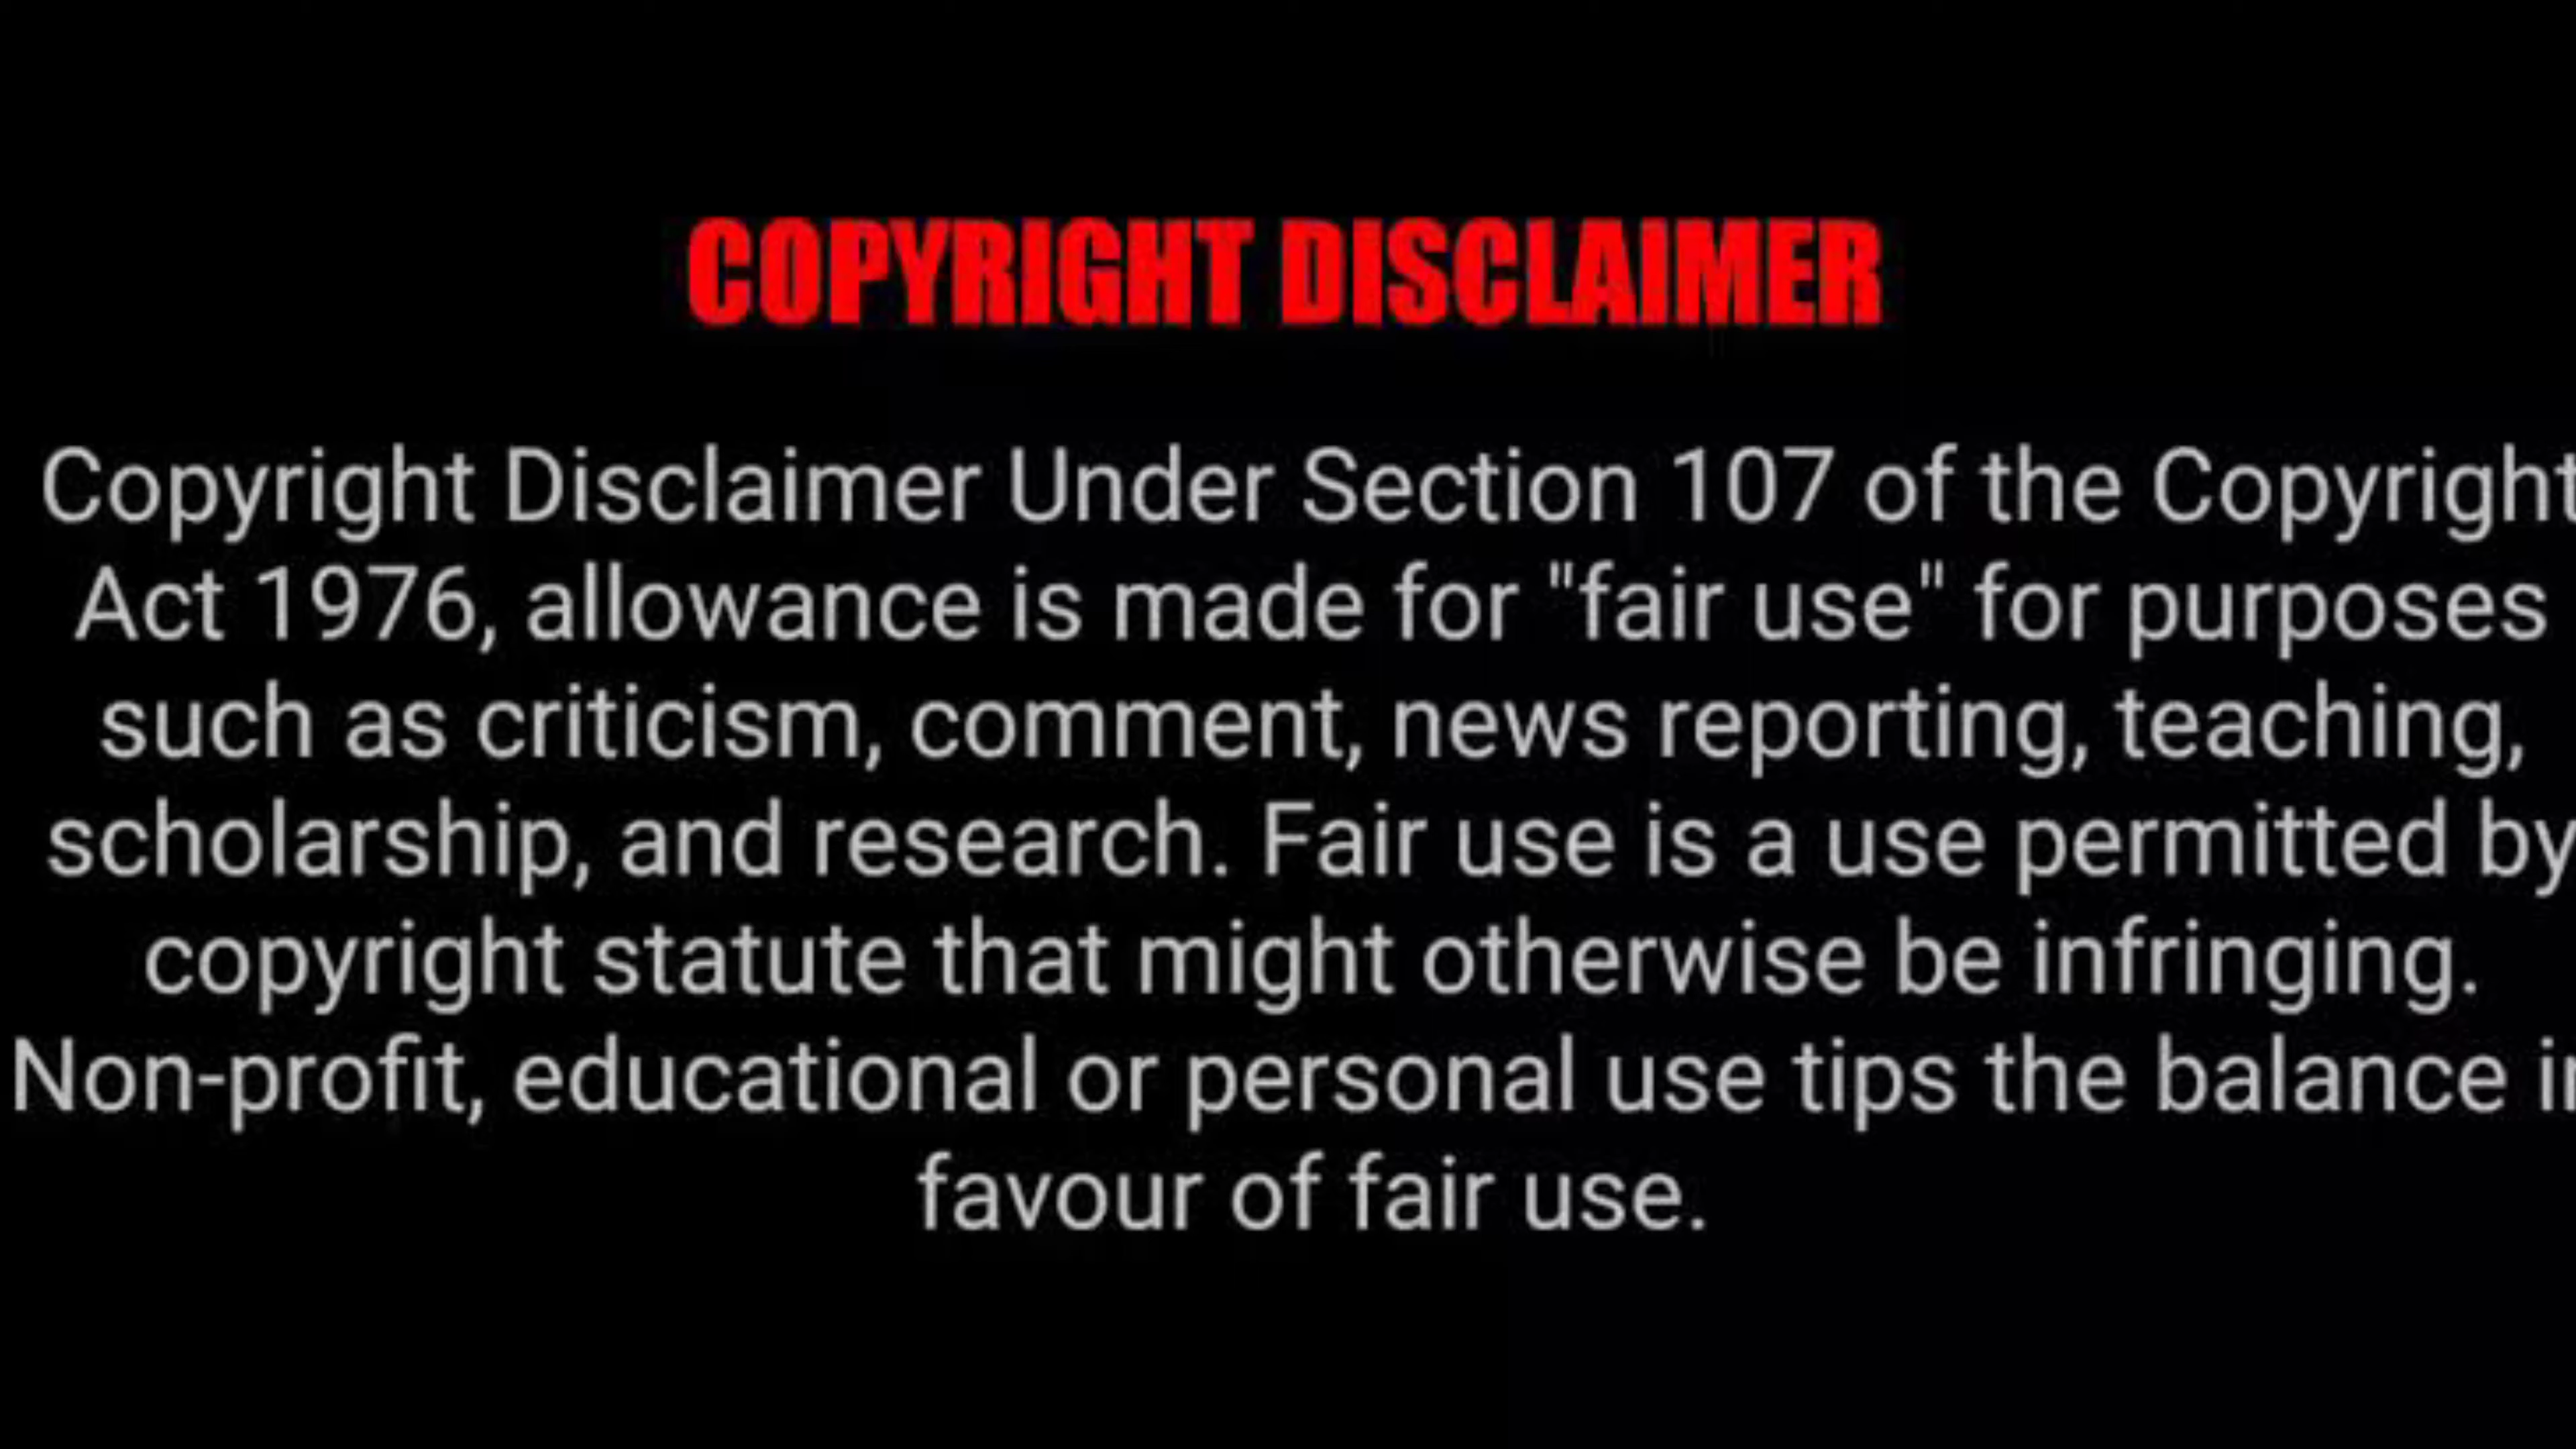 COPYRIGHT DISCLAIMER
Copyright Disclaimer Under Section 107 of the Copyright
Act 1976, allowance is made for "fair use" for purposes
such as criticism, comment, news reporting, teaching,
scholarship, and research. Fair use is a use permitted by
copyright statute that might otherwise be infringing.
Non-profit, educational or personal use tips the balance in
favour of fair use.